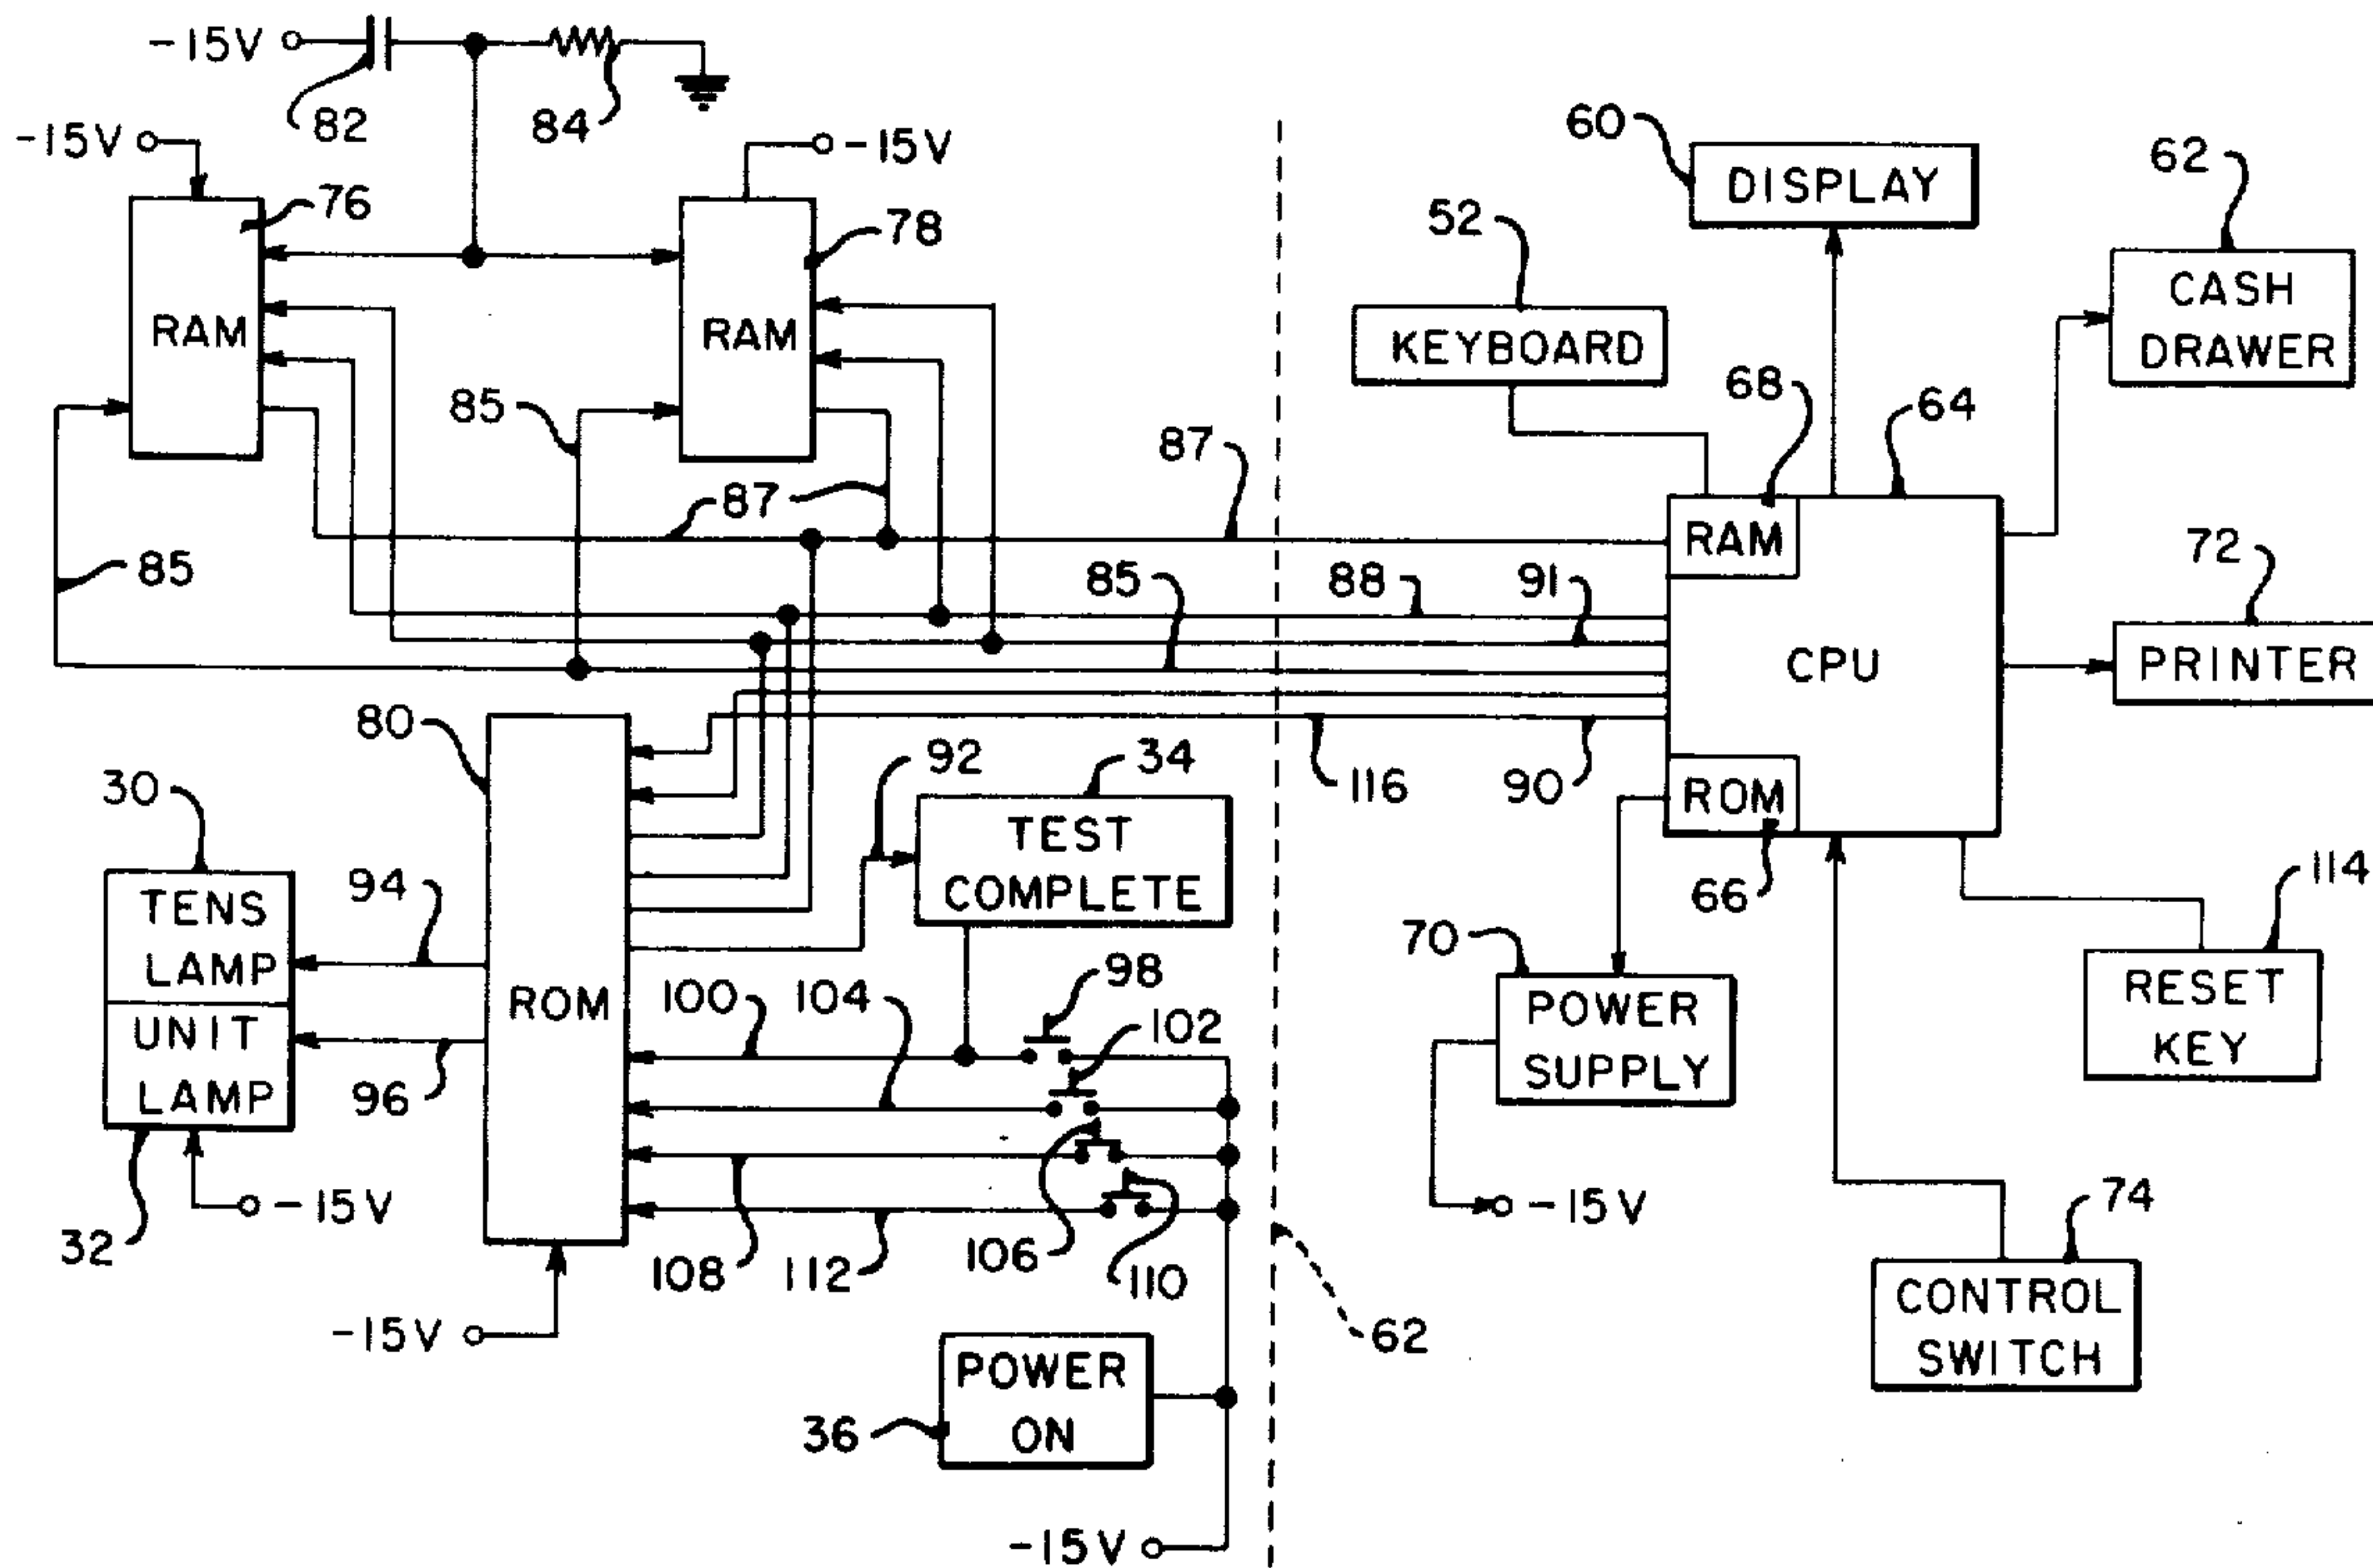 -15V
82
84
-15V
-15V
76
78
RAM
RAM
85
87
87
85
88
91
85
60
DISPLAY
62
CASH
DRAWER
52
KEYBOARD
68
64
RAM
72
CPU
PRINTER
80
92
34
116
90
ROM
66
30
TEST
COMPLETE
TENS
LAMP
94
114
70
UNIT
LAMP
96
ROM
100
104
98
102
POWER
SUPPLY
RESET
KEY
32
-15V
108
112
106
110
-15V
74
-15V
62
CONTROL
SWITCH
POWER
ON
36
-15V